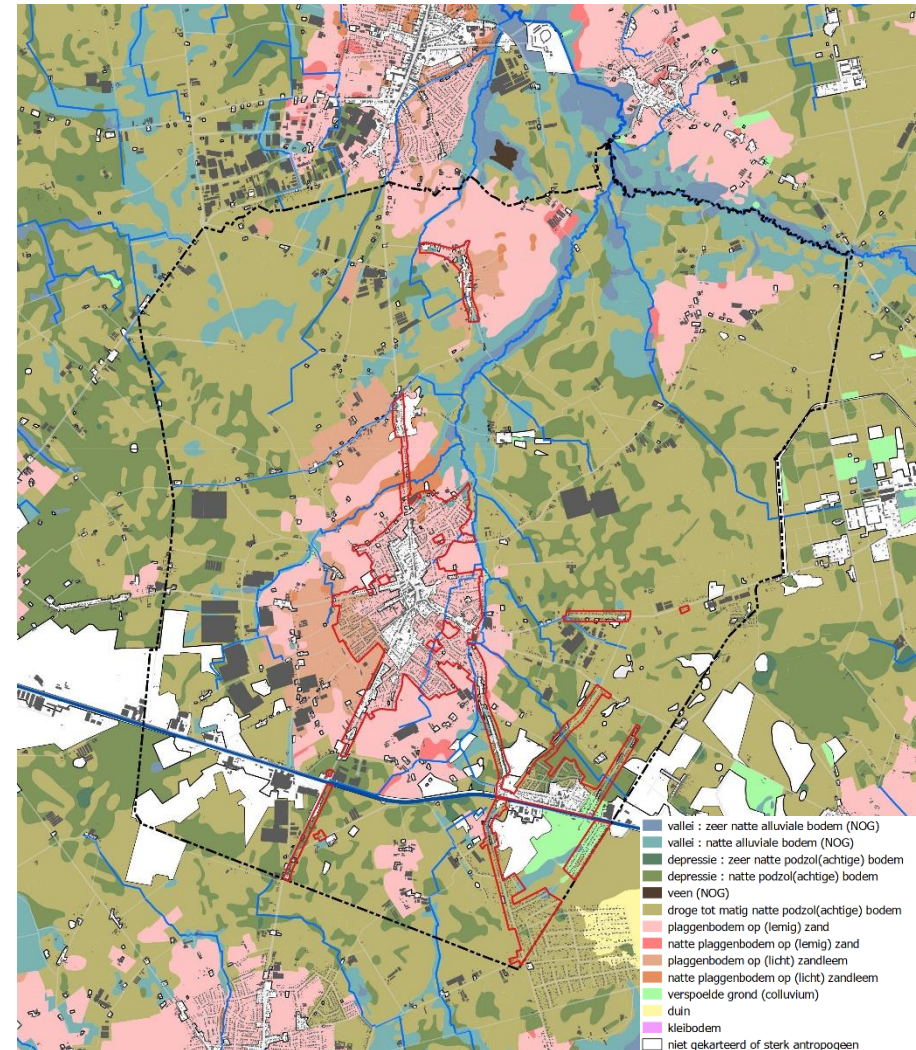 vallei : zeer natte alluviale bodem (NOG)
vallei : natte alluviale bodem (NOG)
depressie : zeer natte podzol(achtige) bodem
depressie : natte podzol(achtige) bodem
veen (NOG)
droge tot matig natte podzol(achtige) bodem
plaggenbodem op (lemig) zand
natte plaggenbodem op (lemig) zand
plaggenbodem op (licht) zandleem
natte plaggenbodem op (licht) zandleem
verspoelde grond (colluvium)
duin
kleibodem
niet gekarteerd of sterk antropogeen